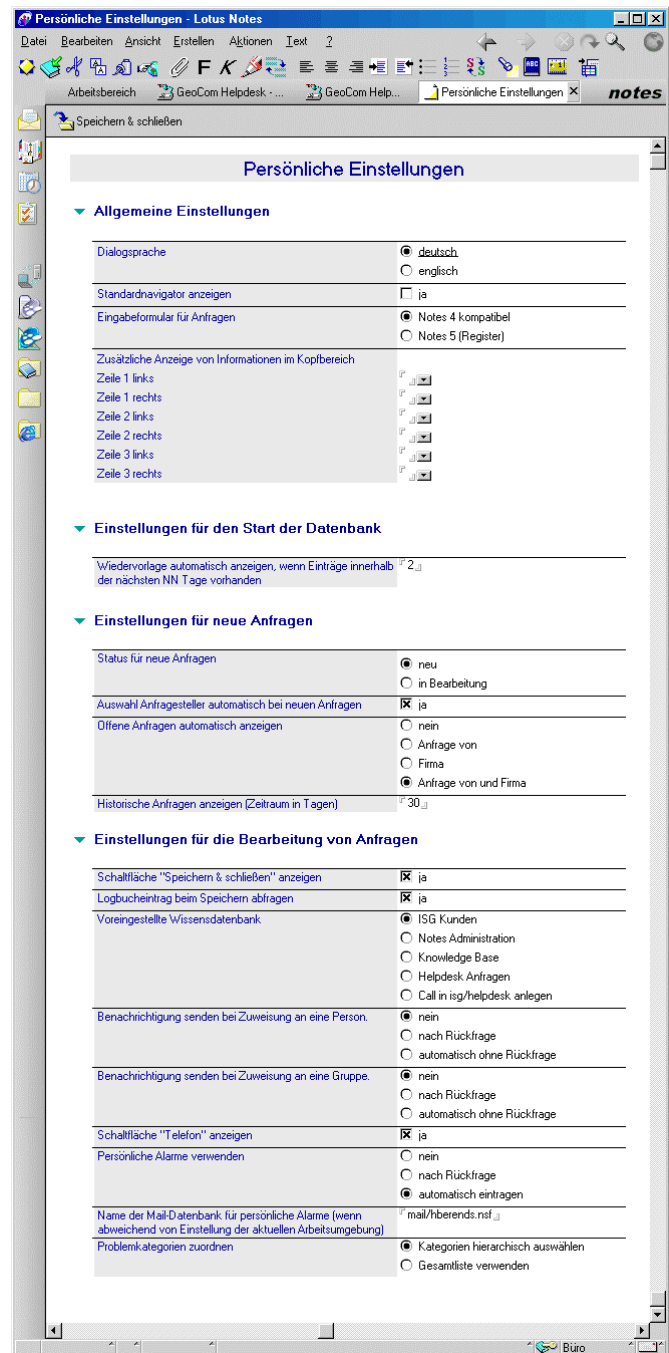 Persönliche Einstellungen - Lotus Notes
Datei Bearbeiten Ansicht Erstellen Aktionen Text ?
F K
Arbeitsbereich GeoCom Helpdesk - ... GeoCom Help... Persönliche Einstellungen notes
Speichern & schließen
Persönliche Einstellungen
Allgemeine Einstellungen
Dialogsprache deutsch
englisch
Standardnavigator anzeigen ja
Eingabeformular für Anfragen Notes 4 kompatibel
Notes 5 (Register)
Zusätzliche Anzeige von Informationen im Kopfbereich
Zeile 1 links
Zeile 1 rechts
Zeile 2 links
Zeile 2 rechts
Zeile 3 links
Zeile 3 rechts
Einstellungen für den Start der Datenbank
Wiedervorlage automatisch anzeigen, wenn Einträge innerhalb 2
der nächsten NN Tage vorhanden
Einstellungen für neue Anfragen
Status für neue Anfragen neu
in Bearbeitung
Auswahl Anfragesteller automatisch bei neuen Anfragen ja
Offene Anfragen automatisch anzeigen nein
Anfrage von
Firma
Anfrage von und Firma
Historische Anfragen anzeigen (Zeitraum in Tagen) 30
Einstellungen für die Bearbeitung von Anfragen
Schaltfläche "Speichern & schließen" anzeigen ja
Logbucheintrag beim Speichern abfragen ja
Voreingestellte Wissensdatenbank ISG Kunden
Notes Administration
Knowledge Base
Helpdesk Anfragen
Call in isg/helpdesk anlegen
Benachrichtigung senden bei Zuweisung an eine Person. nein
nach Rückfrage
automatisch ohne Rückfrage
Benachrichtigung senden bei Zuweisung an eine Gruppe. nein
nach Rückfrage
automatisch ohne Rückfrage
Schaltfläche "Telefon" anzeigen ja
Persönliche Alarme verwenden nein
nach Rückfrage
automatisch eintragen
Name der Mail-Datenbank für persönliche Alarme (wenn mail/hberends.nsf
abweichend von Einstellung der aktuellen Arbeitsumgebung)
Problemkategorien zuordnen Kategorien hierarchisch auswählen
Gesamtliste verwenden
Büro